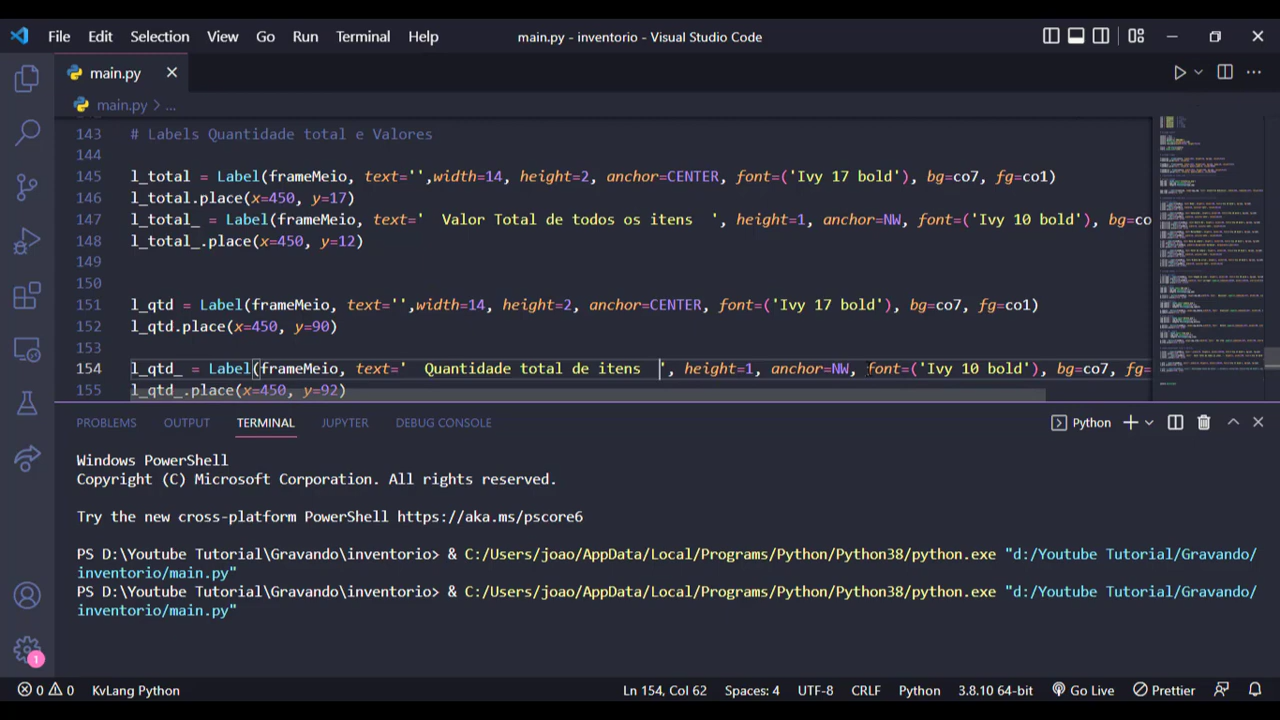 File Edit Selection View Go Run Terminal Help main.py - inventorio - Visual Studio Code
main.py
main.py > ...
143 # Labels Quantidade total e Valores
144
145 l_total = Label(frameMeio, text='',width=14, height=2, anchor=CENTER, font=('Ivy 17 bold'), bg=co7, fg=co1)
146 l_total.place(x=450, y=17)
147 l_total_ = Label(frameMeio, text='  Valor Total de todos os itens  ', height=1, anchor=NW, font=('Ivy 10 bold'), bg=co
148 l_total_.place(x=450, y=12)
149
150
151 l_qtd = Label(frameMeio, text='',width=14, height=2, anchor=CENTER, font=('Ivy 17 bold'), bg=co7, fg=co1)
152 l_qtd.place(x=450, y=90)
153
154 l_qtd_ = Label(frameMeio, text='  Quantidade total de itens  ', height=1, anchor=NW, font=('Ivy 10 bold'), bg=co7, fg=
155 l_qtd_.place(x=450, y=92)
PROBLEMS OUTPUT TERMINAL JUPYTER DEBUG CONSOLE Python
Windows PowerShell
Copyright (C) Microsoft Corporation. All rights reserved.
Try the new cross-platform PowerShell https://aka.ms/pscore6
PS D:\Youtube Tutorial\Gravando\inventorio> & C:/Users/joao/AppData/Local/Programs/Python/Python38/python.exe "d:/Youtube Tutorial/Gravando/
inventorio/main.py"
PS D:\Youtube Tutorial\Gravando\inventorio> & C:/Users/joao/AppData/Local/Programs/Python/Python38/python.exe "d:/Youtube Tutorial/Gravando/
inventorio/main.py"
1
0 0 KvLang Python Ln 154, Col 62 Spaces: 4 UTF-8 CRLF Python 3.8.10 64-bit Go Live Prettier